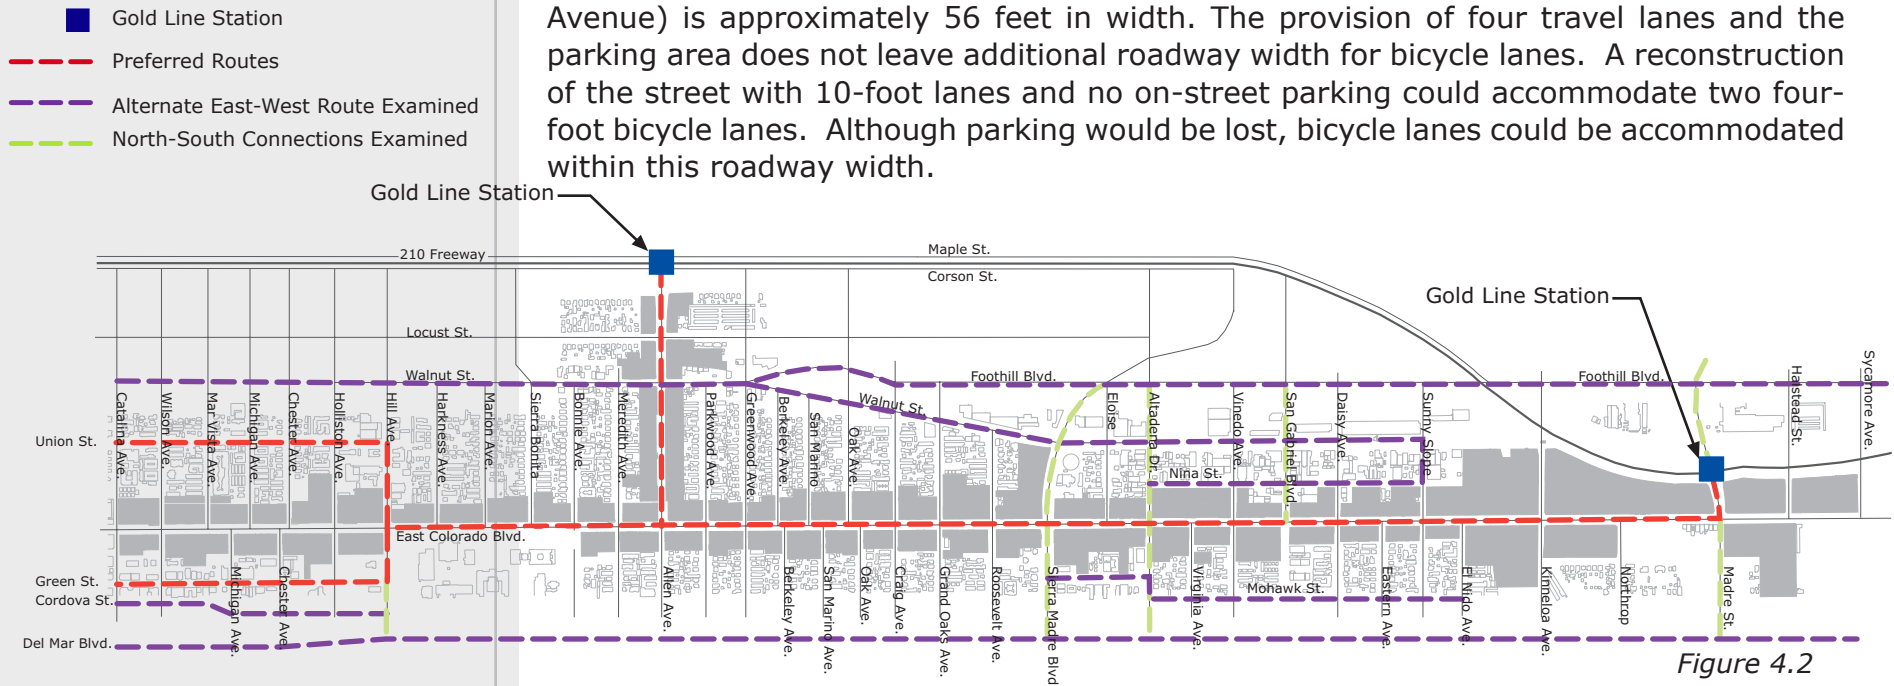 Gold Line Station
Preferred Routes
Alternate East-West Route Examined
North-South Connections Examined
Avenue) is approximately 56 feet in width. The provision of four travel lanes and the
parking area does not leave additional roadway width for bicycle lanes.  A reconstruction
of the street with 10-foot lanes and no on-street parking could accommodate two four-
foot bicycle lanes.  Although parking would be lost, bicycle lanes could be accommodated
within this roadway width.
Gold Line Station
210 Freeway
Maple St.
Corson St.
Gold Line Station
Locust St.
Walnut St.
Foothill Blvd.
Foothill Blvd.
Walnut St.
Catalina Ave.
Wilson Ave.
Mar Vista Ave.
Michigan Ave.
Chester Ave.
Holliston Ave.
Hill Ave.
Harkness Ave.
Marion Ave.
Sierra Bonita
Bonnie Ave.
Meredith Ave.
Parkwood Ave.
Greenwood Ave.
Berkeley Ave.
San Marino
Oak Ave.
Eloise
Altadena Dr.
Vinedo Ave.
San Gabriel Blvd.
Daisy Ave.
Sunny Slope
Halstead St.
Sycamore Ave.
Union St.
Nina St.
East Colorado Blvd.
Green St.
Cordova St.
Del Mar Blvd.
Michigan Ave.
Chester Ave.
Allen Ave.
Berkeley Ave.
San Marino Ave.
Oak Ave.
Craig Ave.
Grand Oaks Ave.
Roosevelt Ave.
Sierra Madre Blvd
Virginia Ave.
Mohawk St.
Eastern Ave.
El Nido Ave.
Kinneloa Ave.
Northrop
Madre St.
Figure 4.2